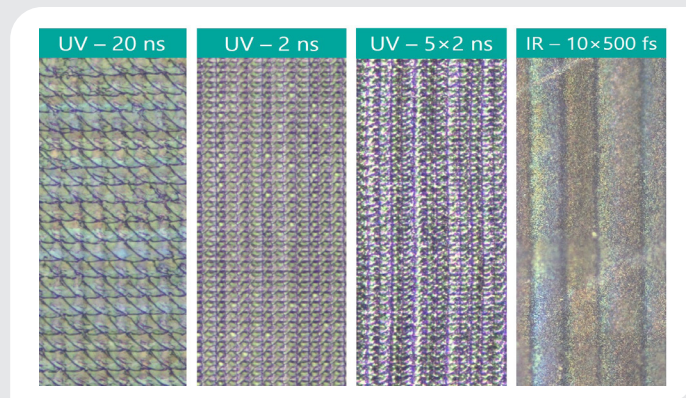 UV – 20 ns
UV – 2 ns
UV – 5×2 ns
IR – 10×500 fs